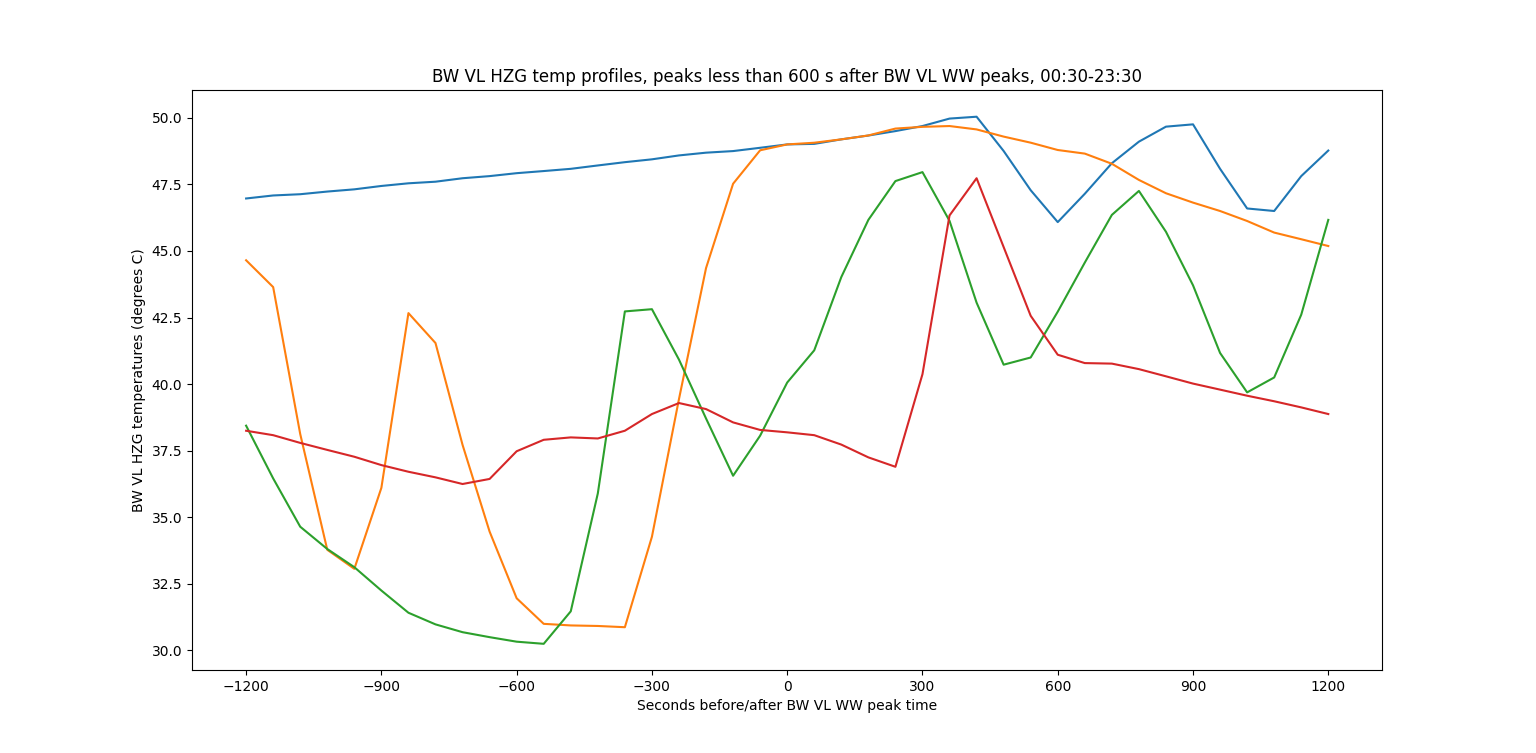 BW VL HZG temp profiles, peaks less than 600 s after BW VL WW peaks, 00:30-23:30
50.0
47.5
45.0
42.5
40.0
37.5
35.0
32.5
30.0
BW VL HZG temperatures (degrees C)
−1200 −900 −600 −300 0 300 600 900 1200
Seconds before/after BW VL WW peak time